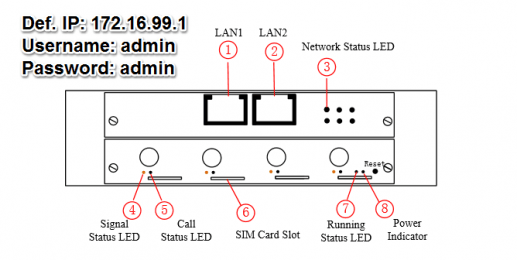 Def. IP: 172.16.99.1
Username: admin
Password: admin
LAN1
LAN2
Network Status LED
1
2
3
Reset
4
5
6
7
8
Signal
Status LED
Call
Status LED
SIM Card Slot
Running
Status LED
Power
Indicator